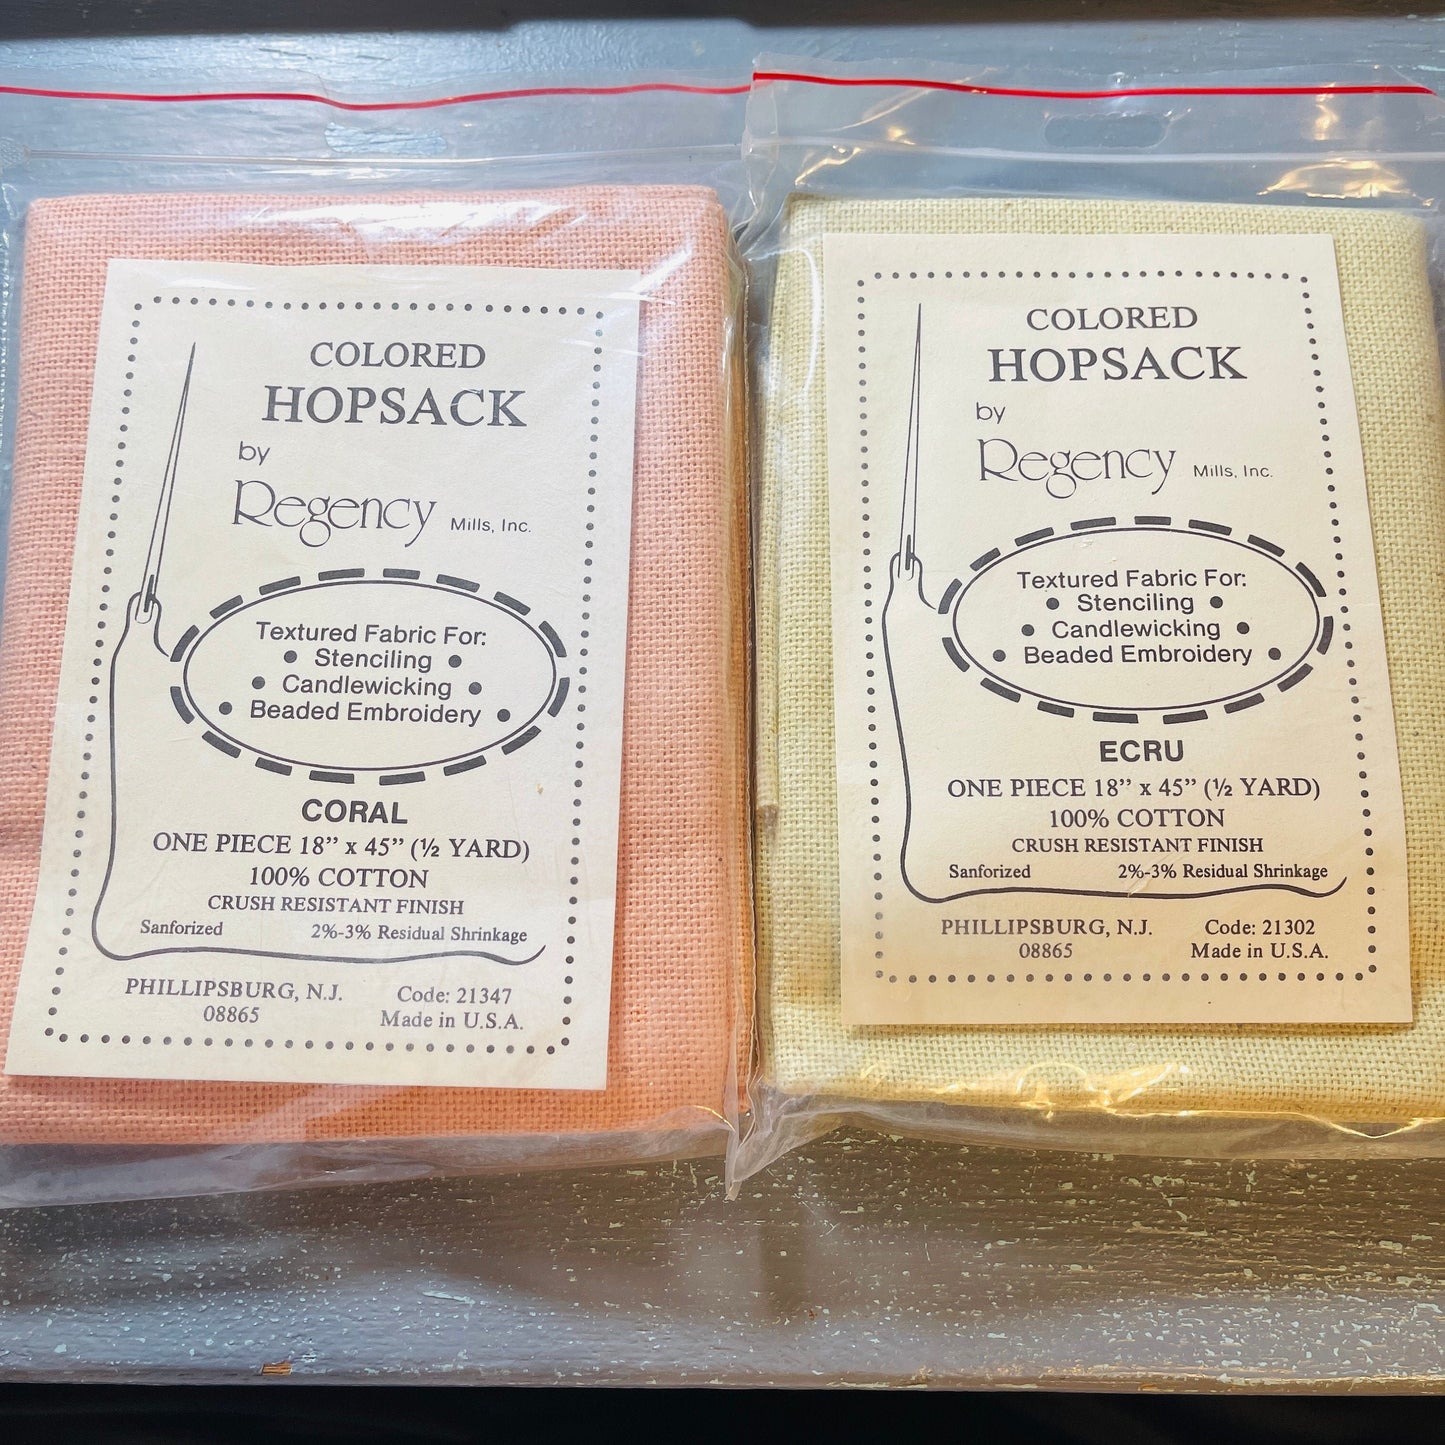 COLORED
HOPSACK
by
Regency Mills, Inc.
Textured Fabric For:
• Stenciling •
• Candlewicking •
• Beaded Embroidery •
CORAL
ONE PIECE 18” x 45” (½ YARD)
100% COTTON
CRUSH RESISTANT FINISH
Sanforized 2%-3% Residual Shrinkage
PHILLIPSBURG, N.J. Code: 21347
08865 Made in U.S.A.
COLORED
HOPSACK
by
Regency Mills, Inc.
Textured Fabric For:
• Stenciling •
• Candlewicking •
• Beaded Embroidery •
ECRU
ONE PIECE 18” x 45” (½ YARD)
100% COTTON
CRUSH RESISTANT FINISH
Sanforized 2%-3% Residual Shrinkage
PHILLIPSBURG, N.J. Code: 21302
08865 Made in U.S.A.